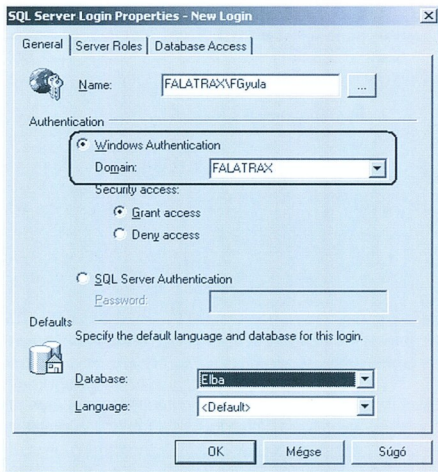 SQL Server Login Properties - New Login
General Server Roles Database Access
Name: FALATRAX\FGyula ...
Authentication
Windows Authentication
Domain: FALATRAX
Security access:
Grant access
Deny access
SQL Server Authentication
Password:
Defaults
Specify the default language and database for this login.
Database: Elba
Language: <Default>
OK Mégse Súgó